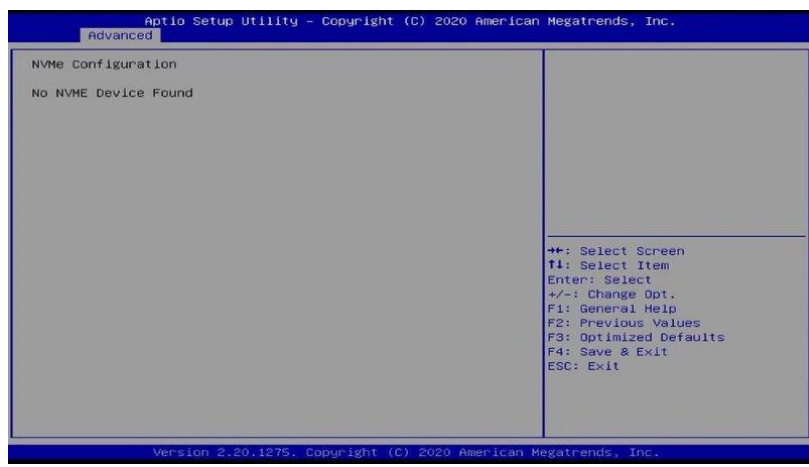 Aptio Setup Utility – Copyright (C) 2020 American Megatrends, Inc.
Advanced
NVMe Configuration
No NVME Device Found
→←: Select Screen
↑↓: Select Item
Enter: Select
+/-: Change Opt.
F1: General Help
F2: Previous Values
F3: Optimized Defaults
F4: Save & Exit
ESC: Exit
Version 2.20.1275. Copyright (C) 2020 American Megatrends, Inc.